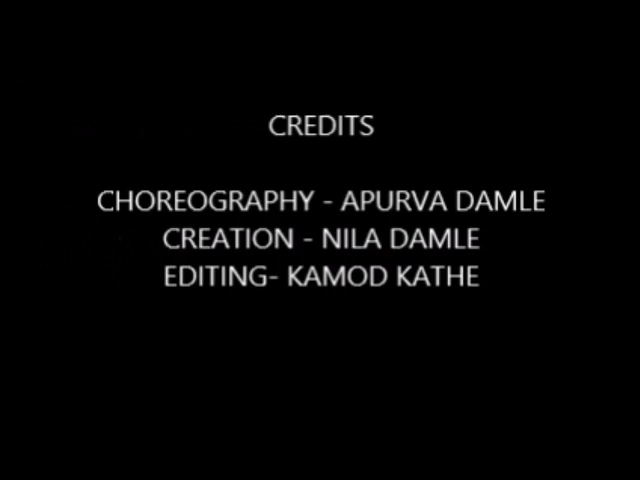 CREDITS
CHOREOGRAPHY - APURVA DAMLE
CREATION - NILA DAMLE
EDITING- KAMOD KATHE